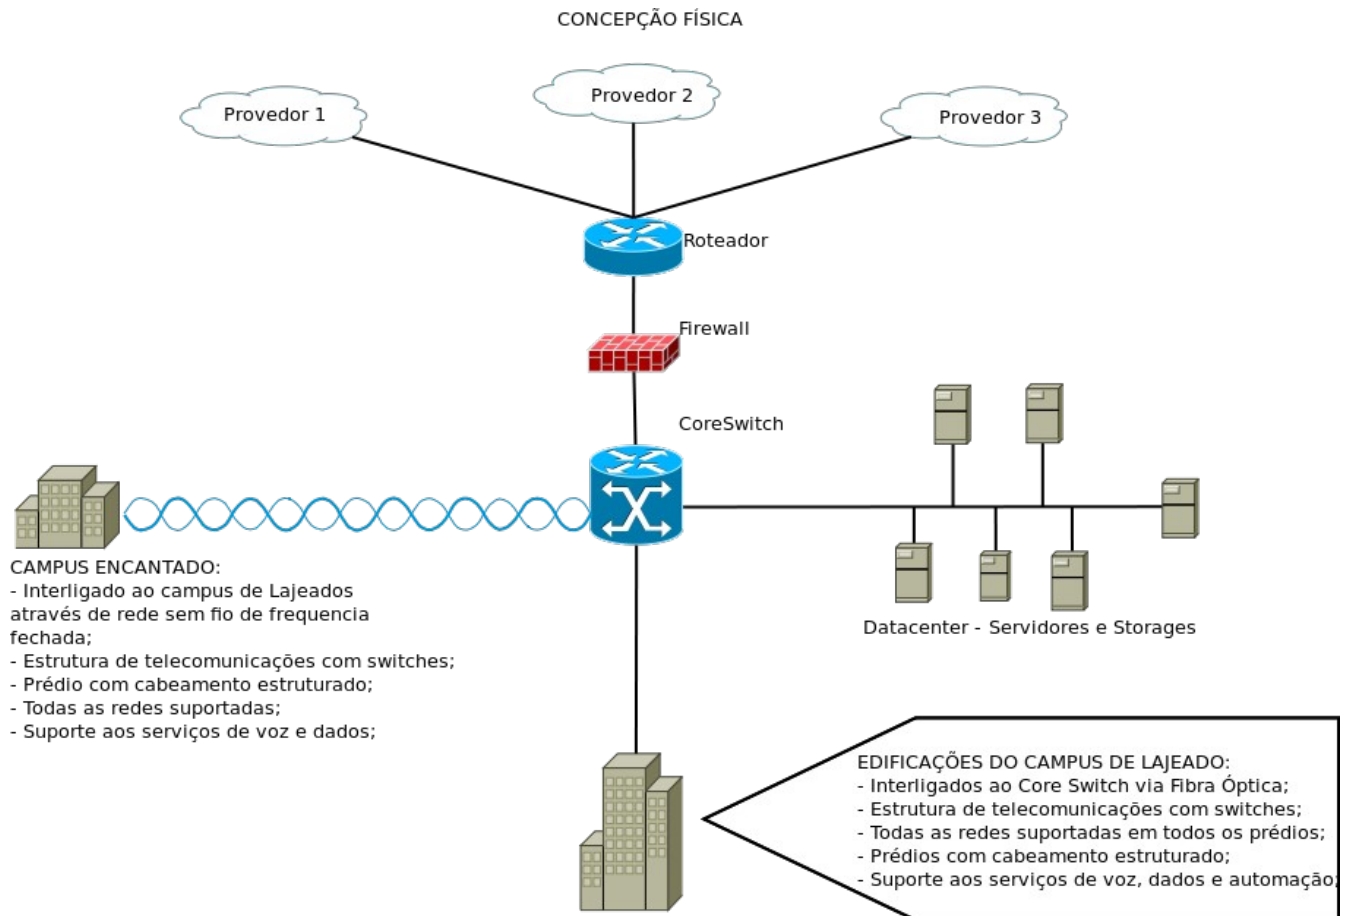 CONCEPÇÃO FÍSICA
Provedor 1
Provedor 2
Provedor 3
Roteador
Firewall
CoreSwitch
CAMPUS ENCANTADO:
- Interligado ao campus de Lajeados
através de rede sem fio de frequencia
fechada;
- Estrutura de telecomunicações com switches;
- Prédio com cabeamento estruturado;
- Todas as redes suportadas;
- Suporte aos serviços de voz e dados;
Datacenter - Servidores e Storages
EDIFICAÇÕES DO CAMPUS DE LAJEADO:
- Interligados ao Core Switch via Fibra Óptica;
- Estrutura de telecomunicações com switches;
- Todas as redes suportadas em todos os prédios;
- Prédios com cabeamento estruturado;
- Suporte aos serviços de voz, dados e automação;